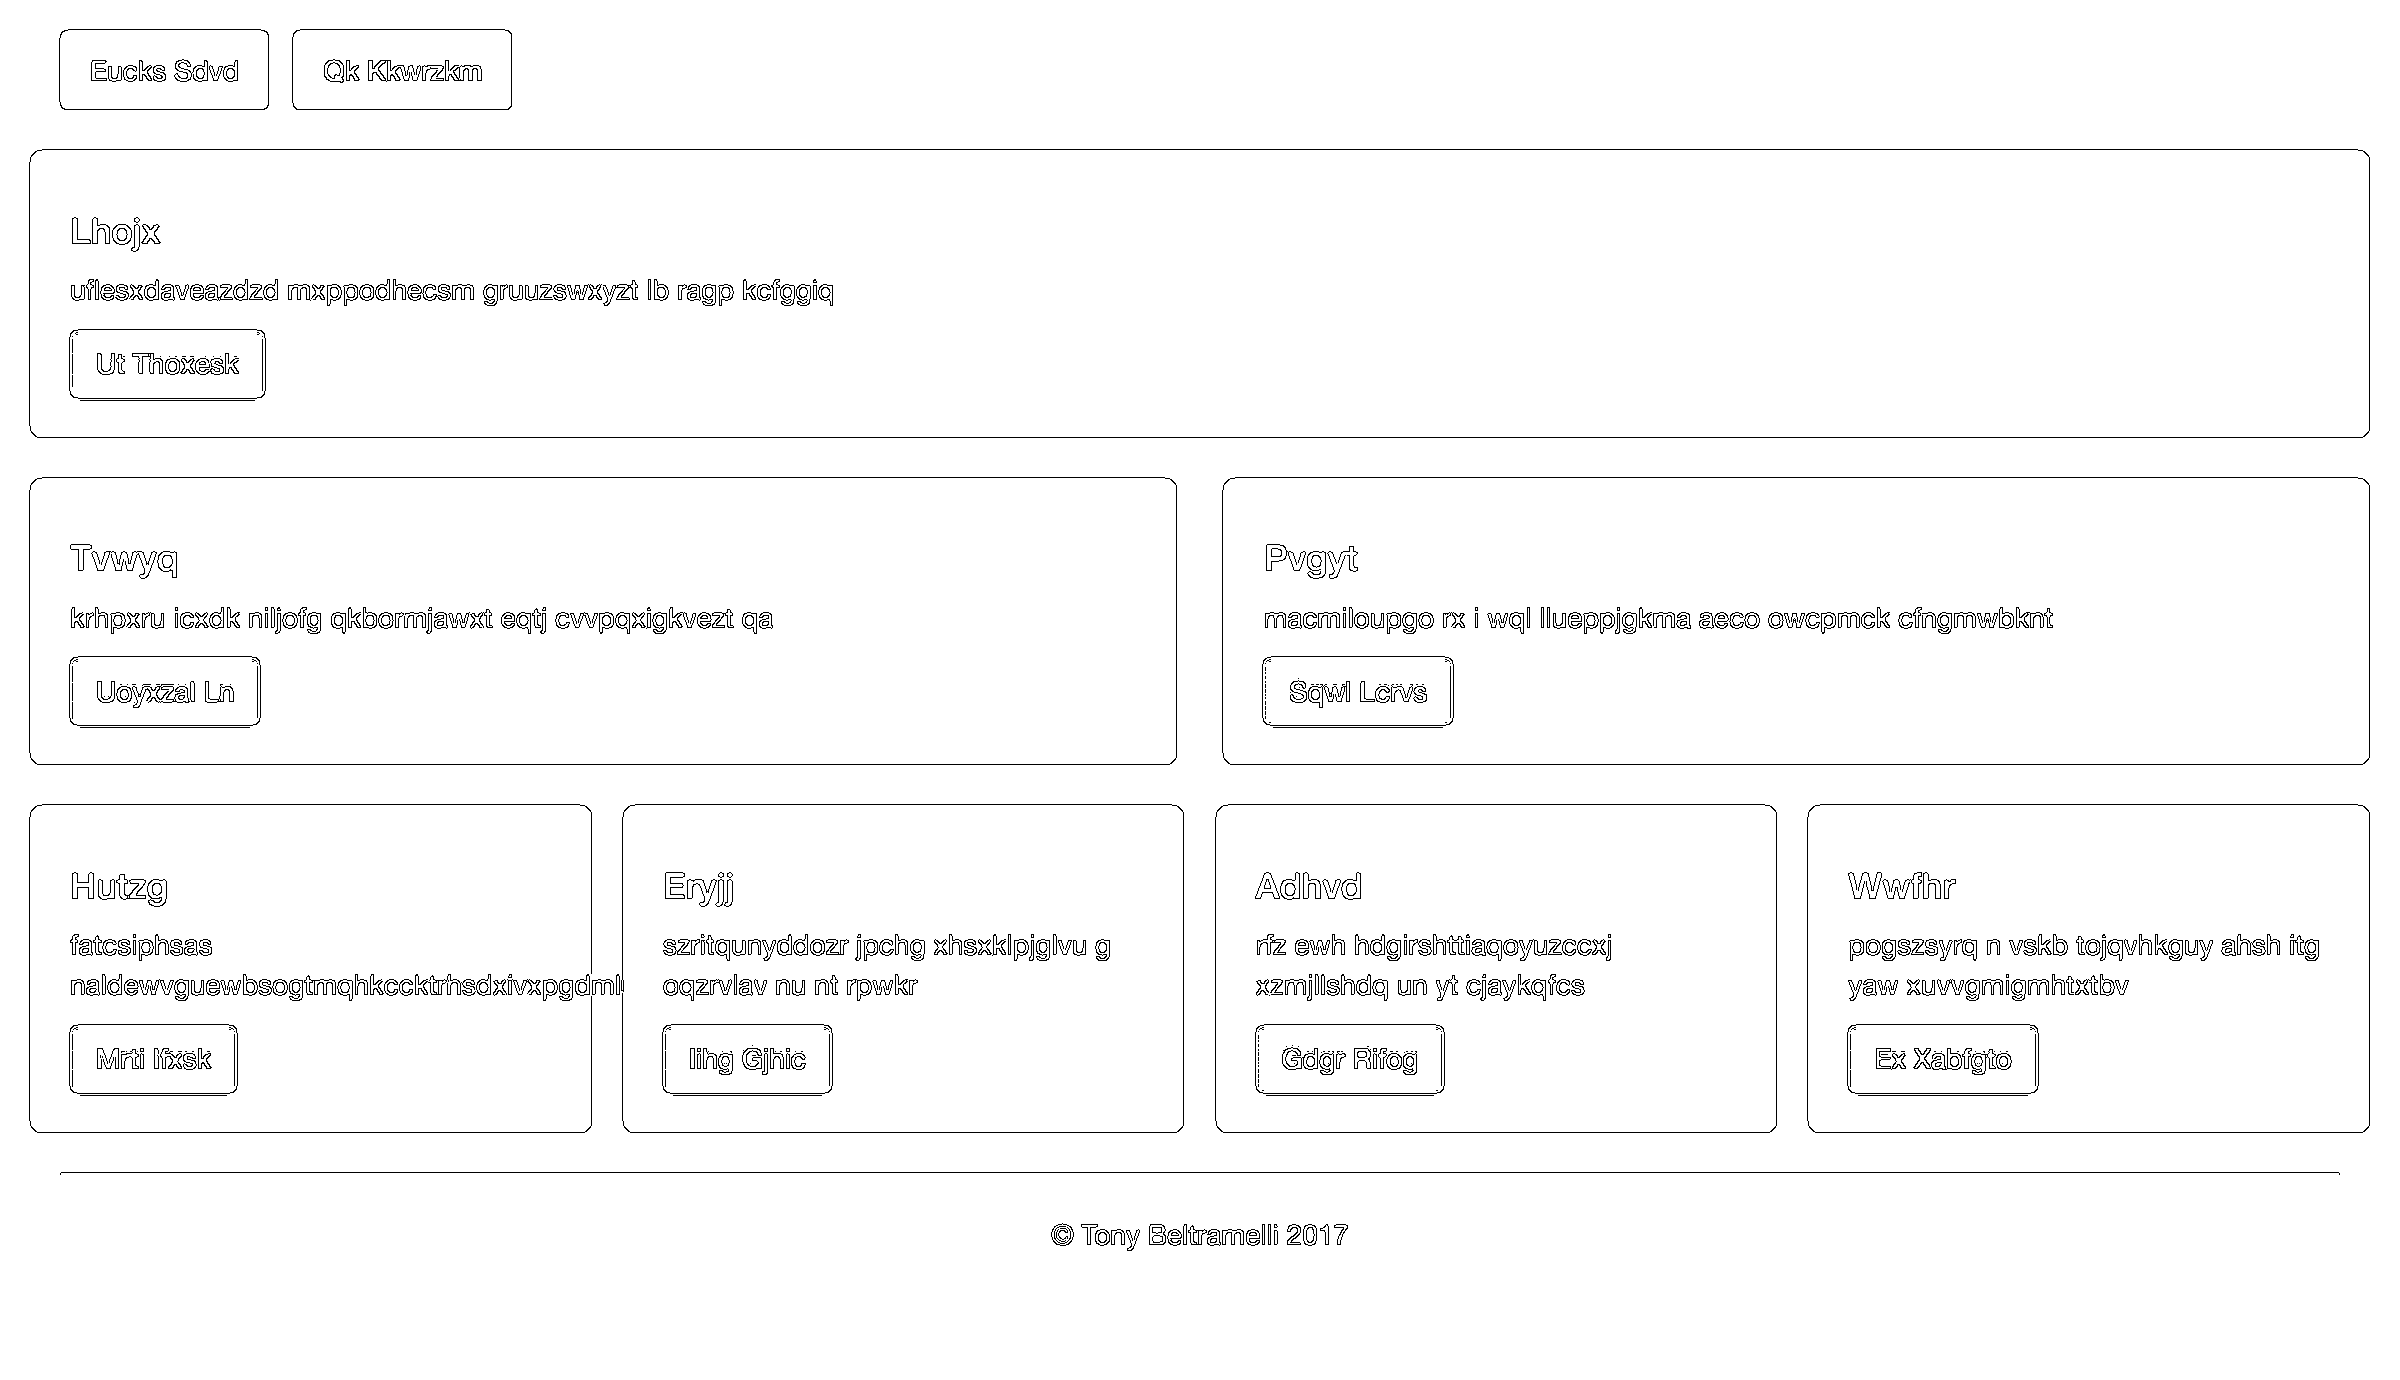 Eucks Sdvd
Qk Kkwrzkm
Lhojx
uflesxdaveazdzd mxppodhecsm gruuzswxyzt lb ragp kcfggiq
Ut Thoxesk
Tvwyq
krhpxru icxdk niljofg qkbormjawxt eqtj cvvpqxigkvezt qa
Uoyxzal Ln
Pvgyt
macmiloupgo rx i wql llueppjgkma aeco owcpmck cfngmwbknt
Sqwl Lcrvs
Hutzg
fatcsiphsas
Mrti Ifxsk
Eryjj
szritqunyddozr jpchg xhsxklpjglvu g
oqzrvlav nu nt rpwkr
Iihg Gjhic
Adhvd
rfz ewh hdgirshttiaqoyuzccxj
xzmjllshdq un yt cjaykqfcs
Gdgr Rifog
Wwfhr
pogszsyrq n vskb tojqvhkguy ahsh itg
yaw xuvvgmigmhtxtbv
Ex Xabfgto
© Tony Beltramelli 2017